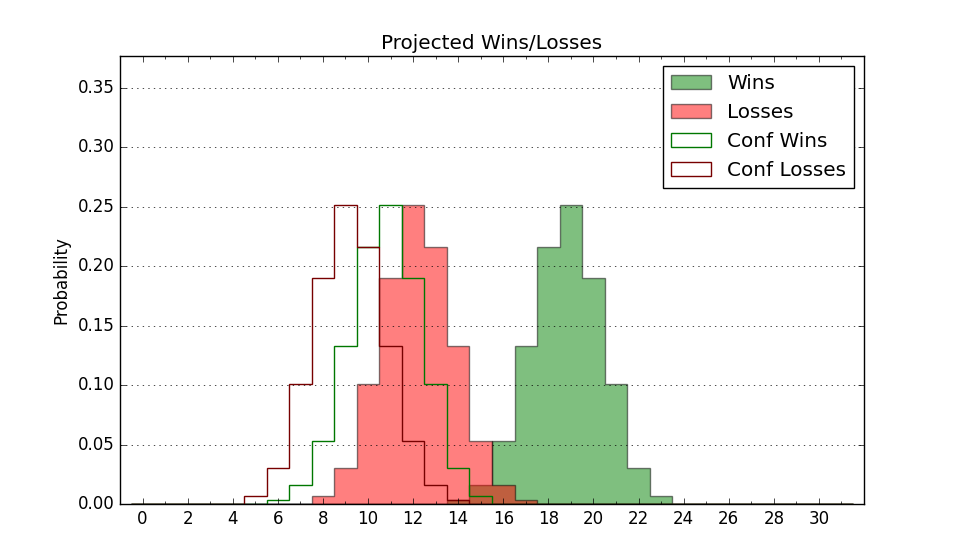 Projected Wins/Losses
Wins
Losses
Conf Wins
Conf Losses
Probability
0.35
0.30
0.25
0.20
0.15
0.10
0.05
0.00
0 2 4 6 8 10 12 14 16 18 20 22 24 26 28 30